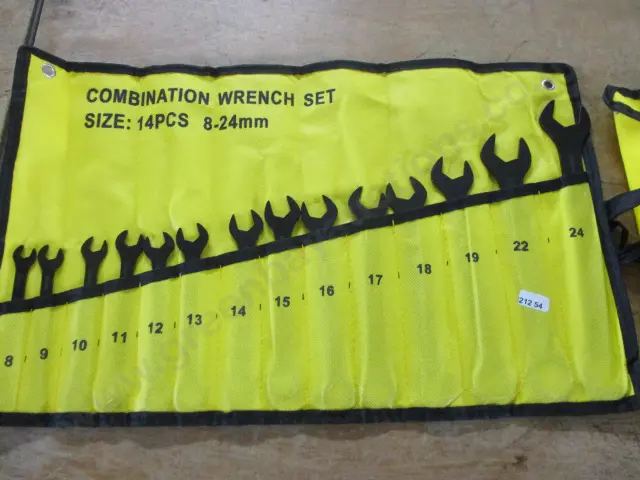 COMBINATION WRENCH SET
SIZE: 14PCS 8-24mm
8 9 10 11 12 13 14 15 16 17 18 19 22 24
212 54